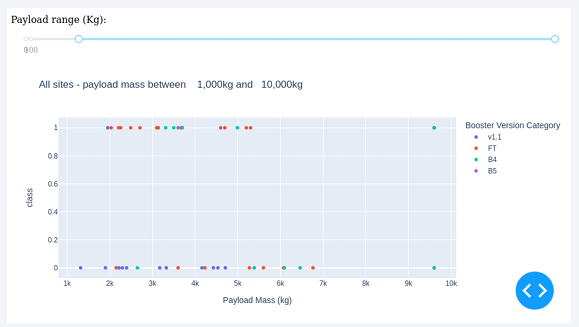 Payload range (Kg):
All sites - payload mass between 1,000kg and 10,000kg
Booster Version Category
v1.1
FT
B4
B5
1
0.8
0.6
0.4
0.2
0
class
1k 2k 3k 4k 5k 6k 7k 8k 9k 10k
Payload Mass (kg)